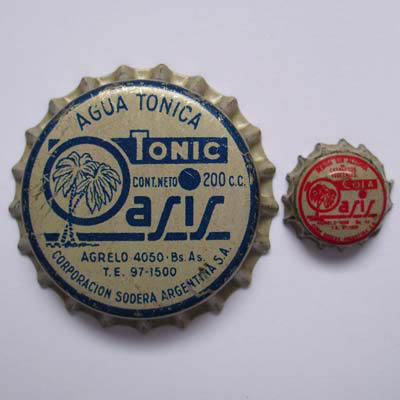 AGUA TONICA
TONIC
CONT. NETO 200 C.C.
Oasis
AGRELO 4050 · Bs. As.
T. E. 97-1500
CORPORACION SODERA ARGENTINA S.A.
COLA
Oasis